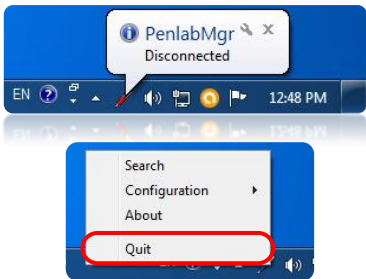 PenlabMgr
Disconnected
EN 12:48 PM
Search
Configuration
About
Quit